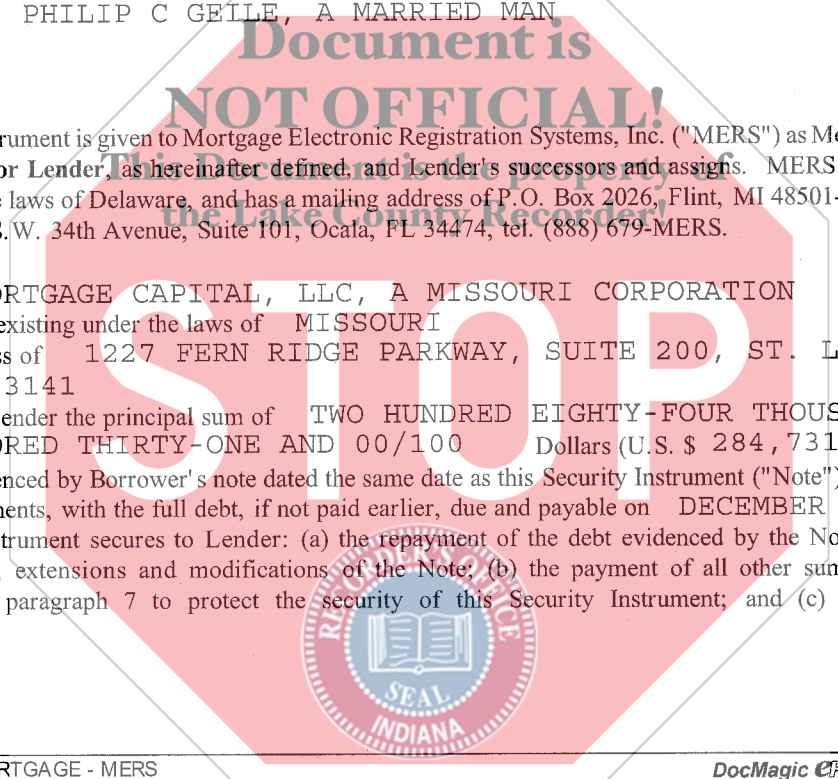 PHILIP C GEILE, A MARRIED MAN
Document is
NOT OFFICIAL!
rument is given to Mortgage Electronic Registration Systems, Inc. ("MERS") as Me
or Lender, as hereinafter defined, and Lender's successors and assigns. MERS
This Document is the property of
e laws of Delaware, and has a mailing address of P.O. Box 2026, Flint, MI 48501-
the Lake County Recorder!
S.W. 34th Avenue, Suite 101, Ocala, FL 34474, tel. (888) 679-MERS.
ORTGAGE CAPITAL, LLC, A MISSOURI CORPORATION
existing under the laws of MISSOURI
ss of 1227 FERN RIDGE PARKWAY, SUITE 200, ST. L
3141
STOP
ender the principal sum of TWO HUNDRED EIGHTY-FOUR THOUS
DRED THIRTY-ONE AND 00/100 Dollars (U.S. $ 284,731
enced by Borrower's note dated the same date as this Security Instrument ("Note")
nents, with the full debt, if not paid earlier, due and payable on DECEMBER
trument secures to Lender: (a) the repayment of the debt evidenced by the No
, extensions and modifications of the Note; (b) the payment of all other sum
paragraph 7 to protect the security of this Security Instrument; and (c)
RECORDER'S OFFICE
SEAL
INDIANA
RTGAGE - MERS
DocMagic